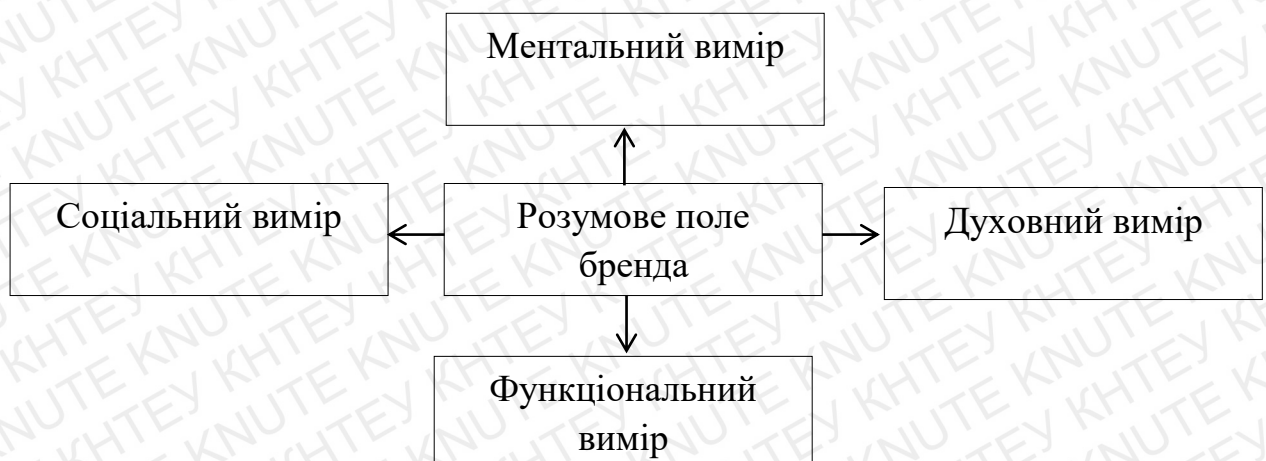 Ментальний вимір
Соціальний вимір
Розумове поле
бренда
Духовний вимір
Функціональний
вимір